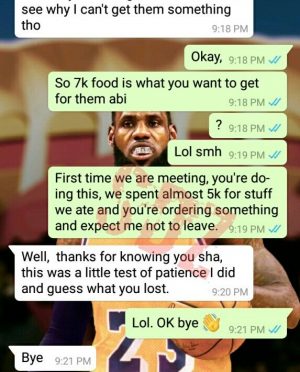 see why I can't get them something
tho
9:18 PM
Okay, 9:18 PM
So 7k food is what you want to get
for them abi 9:18 PM
? 9:18 PM
Lol smh 9:19 PM
First time we are meeting, you're do-
ing this, we spent almost 5k for stuff
we ate and you're ordering something
and expect me not to leave. 9:19 PM
Well, thanks for knowing you sha,
this was a little test of patience I did
and guess what you lost. 9:20 PM
Lol. OK bye 👋 9:21 PM
Bye 9:21 PM
23